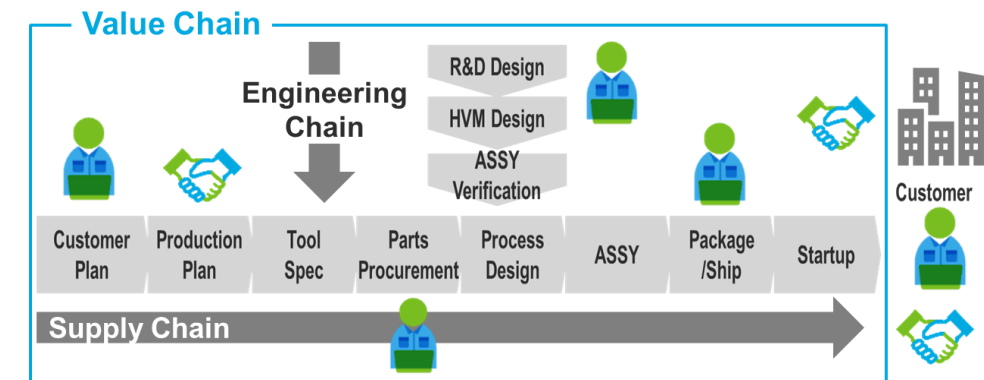 Value Chain
Engineering
Chain
R&D Design
HVM Design
ASSY
Verification
Customer
Customer
Plan
Production
Plan
Tool
Spec
Parts
Procurement
Process
Design
ASSY
Package
/Ship
Startup
Supply Chain